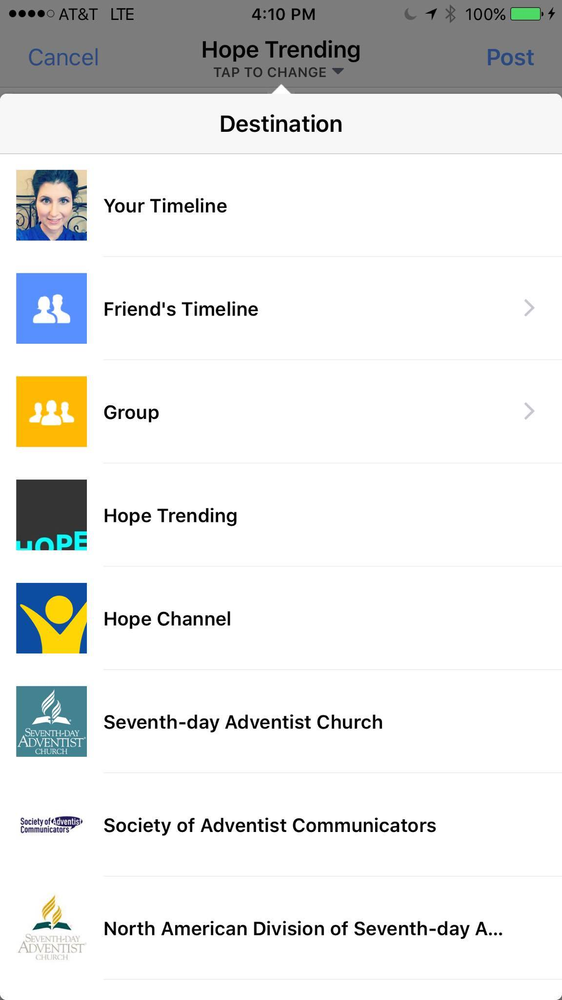 AT&T LTE 4:10 PM 100%
Cancel Hope Trending Post
TAP TO CHANGE
Destination
Your Timeline
Friend's Timeline
Group
HOPE
Hope Trending
Hope Channel
SEVENTH-DAY
ADVENTIST
CHURCH
Seventh-day Adventist Church
Society of Adventist
Communicators
Society of Adventist Communicators
SEVENTH-DAY
ADVENTIST
CHURCH
North American Division of Seventh-day A...